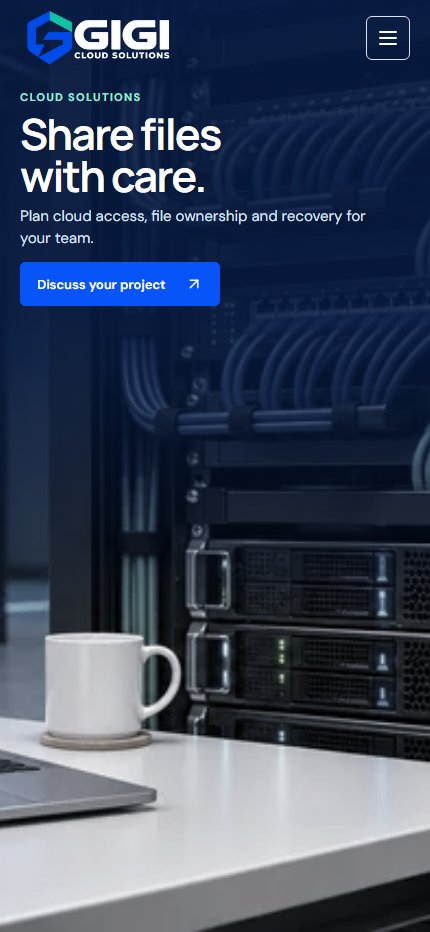 GIGI
CLOUD SOLUTIONS
CLOUD SOLUTIONS
Share files
with care.
Plan cloud access, file ownership and recovery for
your team.
Discuss your project